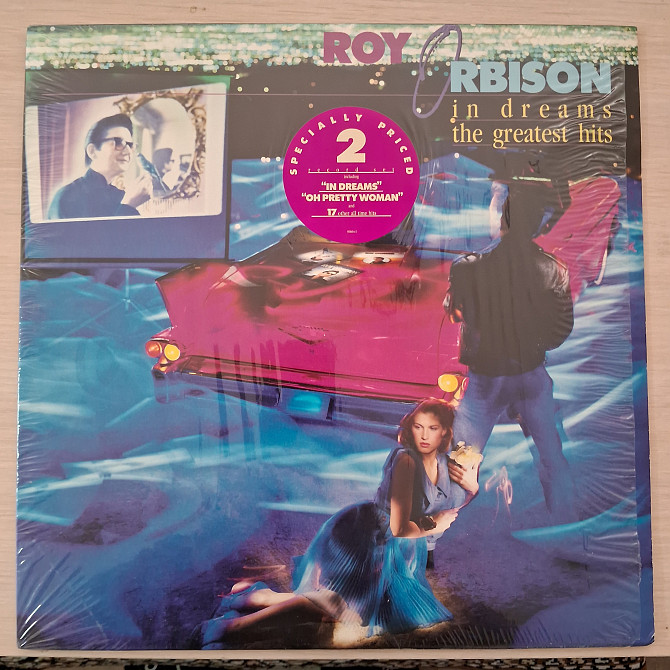 ROY ORBISON
in dreams
the greatest hits
SPECIALLY PRICED
2
record set
including
"IN DREAMS"
"OH PRETTY WOMAN"
and
17 other all time hits